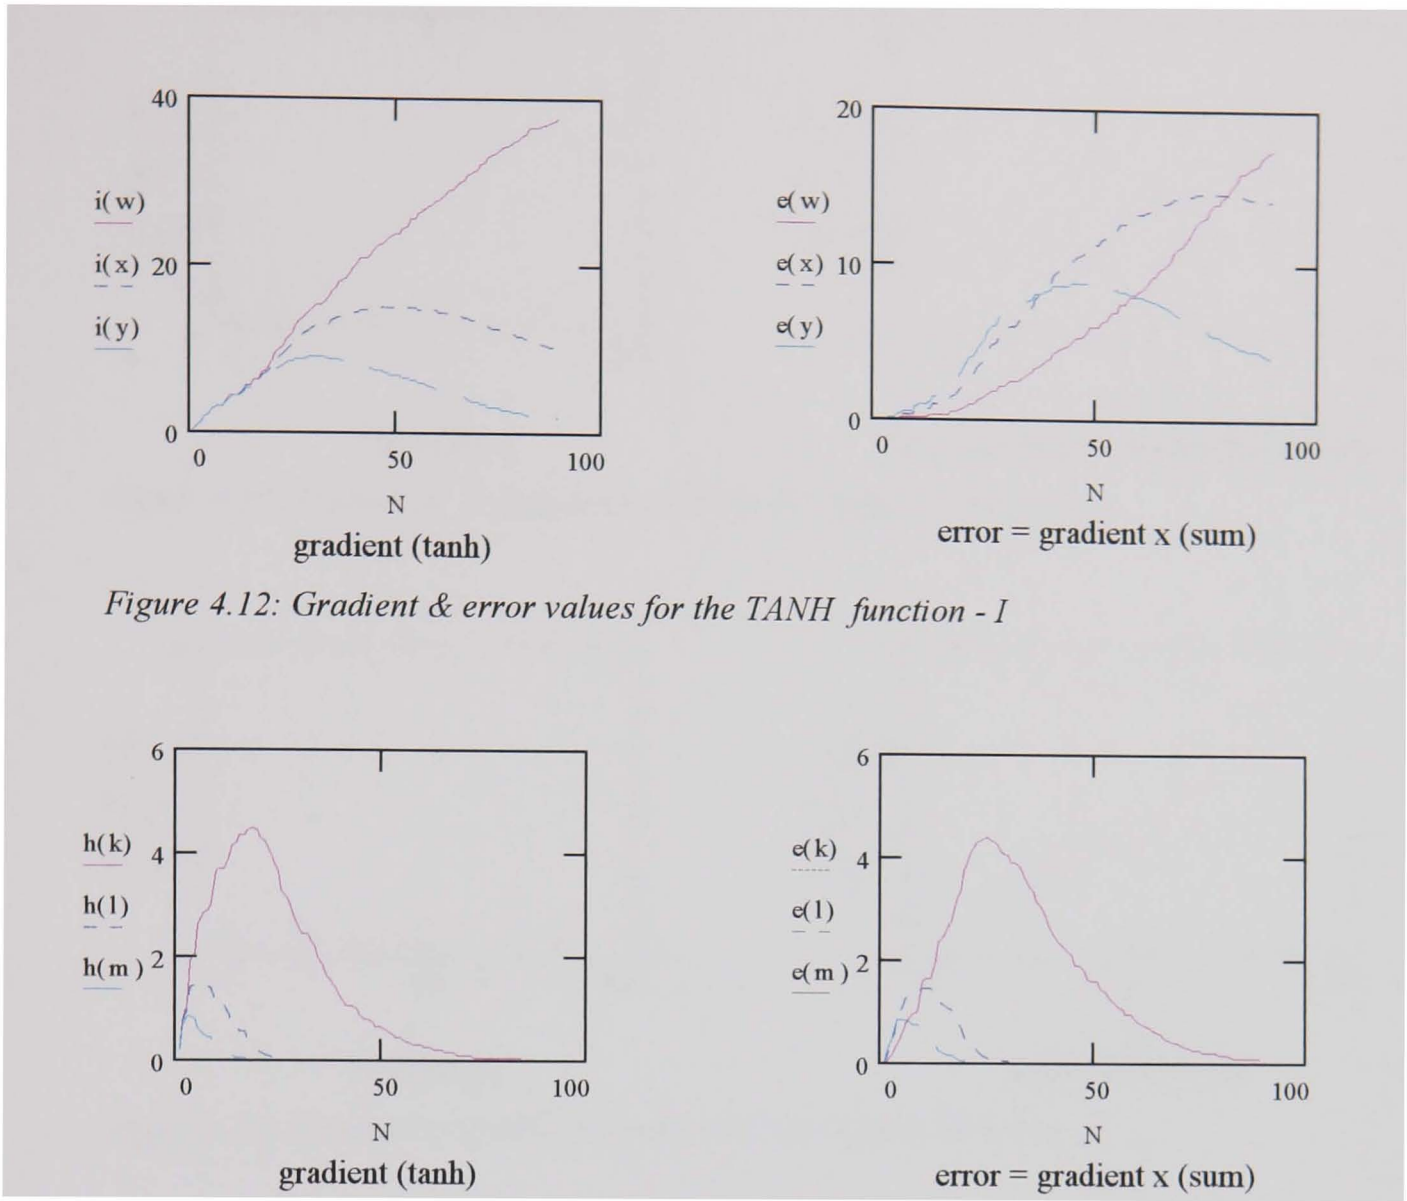 40
i( w)
i( x) 20
i( y)
0
0 50 100
N
gradient (tanh)
20
e( w)
e( x) 10
e( y)
0
0 50 100
N
error = gradient x (sum)
Figure 4.12: Gradient & error values for the TANH function - I
6
h( k) 4
h( l)
h( m ) 2
0
0 50 100
N
gradient (tanh)
6
e( k) 4
e( l)
e( m ) 2
0
0 50 100
N
error = gradient x (sum)